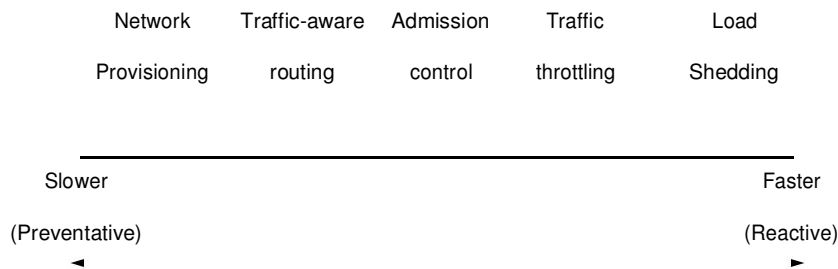 Network Traffic-aware Admission Traffic Load
Provisioning routing control throttling Shedding
Slower Faster
(Preventative) (Reactive)